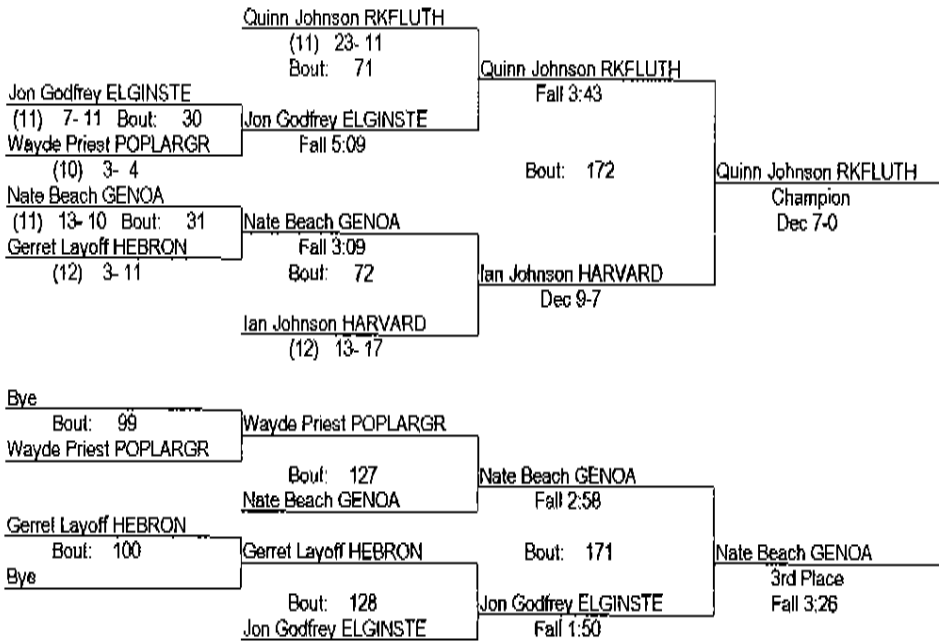 Quinn Johnson RKFLUTH
(11) 23- 11
Bout: 71
Quinn Johnson RKFLUTH
Fall 3:43
Jon Godfrey ELGINSTE
(11) 7- 11 Bout: 30
Jon Godfrey ELGINSTE
Fall 5:09
Wayde Priest POPLARGR
(10) 3- 4
Bout: 172
Quinn Johnson RKFLUTH
Champion
Dec 7-0
Nate Beach GENOA
(11) 13- 10 Bout: 31
Nate Beach GENOA
Fall 3:09
Gerret Layoff HEBRON
(12) 3- 11
Bout: 72
Ian Johnson HARVARD
Dec 9-7
Ian Johnson HARVARD
(12) 13- 17
Bye
Bout: 99
Wayde Priest POPLARGR
Wayde Priest POPLARGR
Bout: 127
Nate Beach GENOA
Nate Beach GENOA
Fall 2:58
Gerret Layoff HEBRON
Bout: 100
Gerret Layoff HEBRON
Bye
Bout: 171
Nate Beach GENOA
3rd Place
Fall 3:26
Bout: 128
Jon Godfrey ELGINSTE
Fall 1:50
Jon Godfrey ELGINSTE